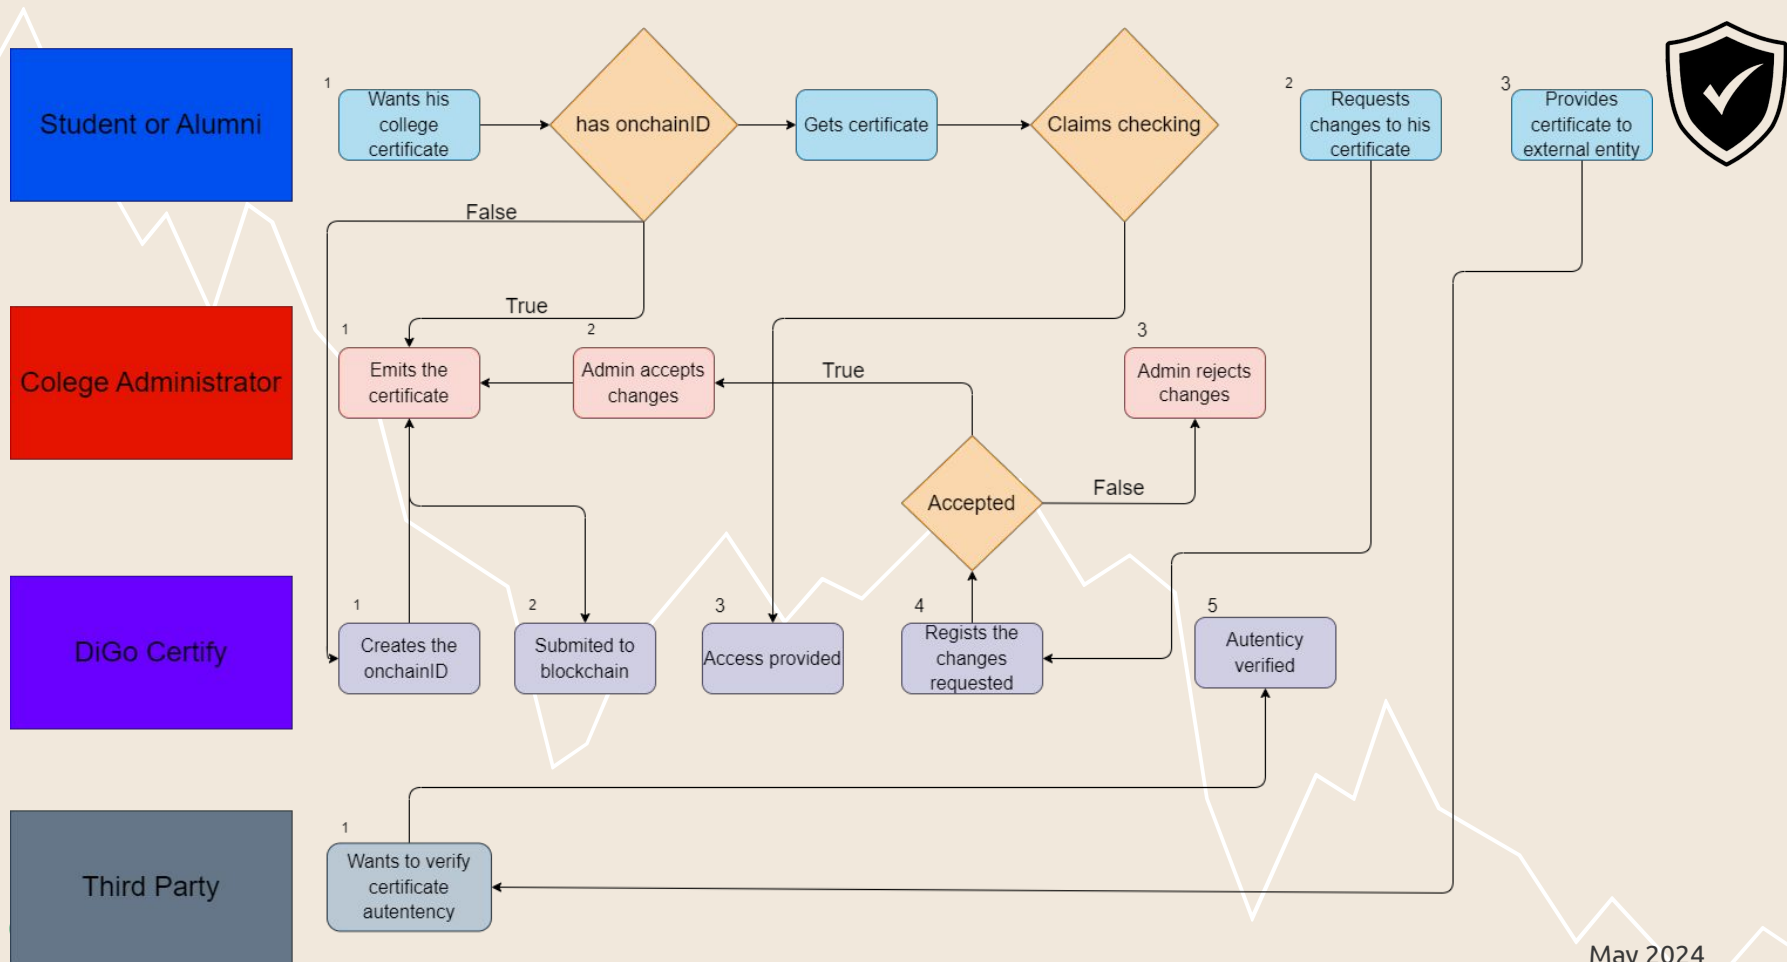 Student or Alumni
1
Wants his
college
certificate
has onchainID
Gets certificate
Claims checking
2
Requests
changes to his
certificate
3
Provides
certificate to
external entity
False
True
Colege Administrator
1
Emits the
certificate
2
Admin accepts
changes
True
3
Admin rejects
changes
Accepted
False
DiGo Certify
1
Creates the
onchainID
2
Submited to
blockchain
3
Access provided
4
Regists the
changes
requested
5
Autenticy
verified
Third Party
1
Wants to verify
certificate
autentency
May 2024